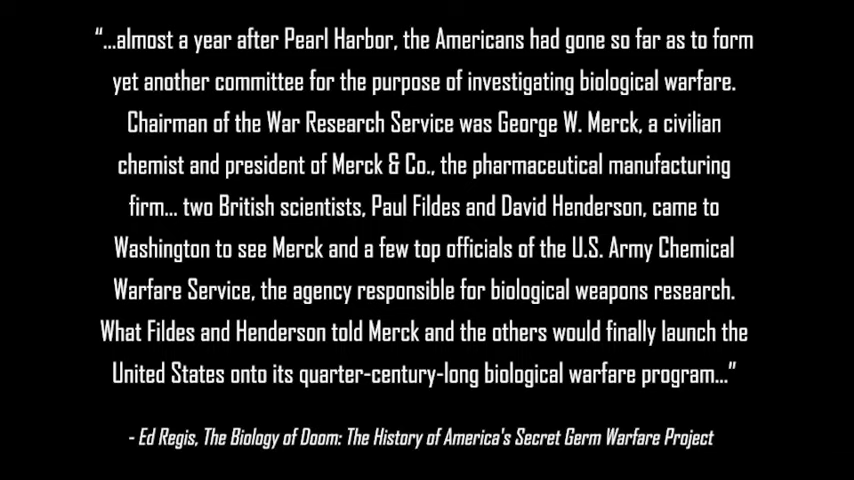 “...almost a year after Pearl Harbor, the Americans had gone so far as to form
yet another committee for the purpose of investigating biological warfare.
Chairman of the War Research Service was George W. Merck, a civilian
chemist and president of Merck & Co., the pharmaceutical manufacturing
firm... two British scientists, Paul Fildes and David Henderson, came to
Washington to see Merck and a few top officials of the U.S. Army Chemical
Warfare Service, the agency responsible for biological weapons research.
What Fildes and Henderson told Merck and the others would finally launch the
United States onto its quarter-century-long biological warfare program...”
- Ed Regis, The Biology of Doom: The History of America's Secret Germ Warfare Project